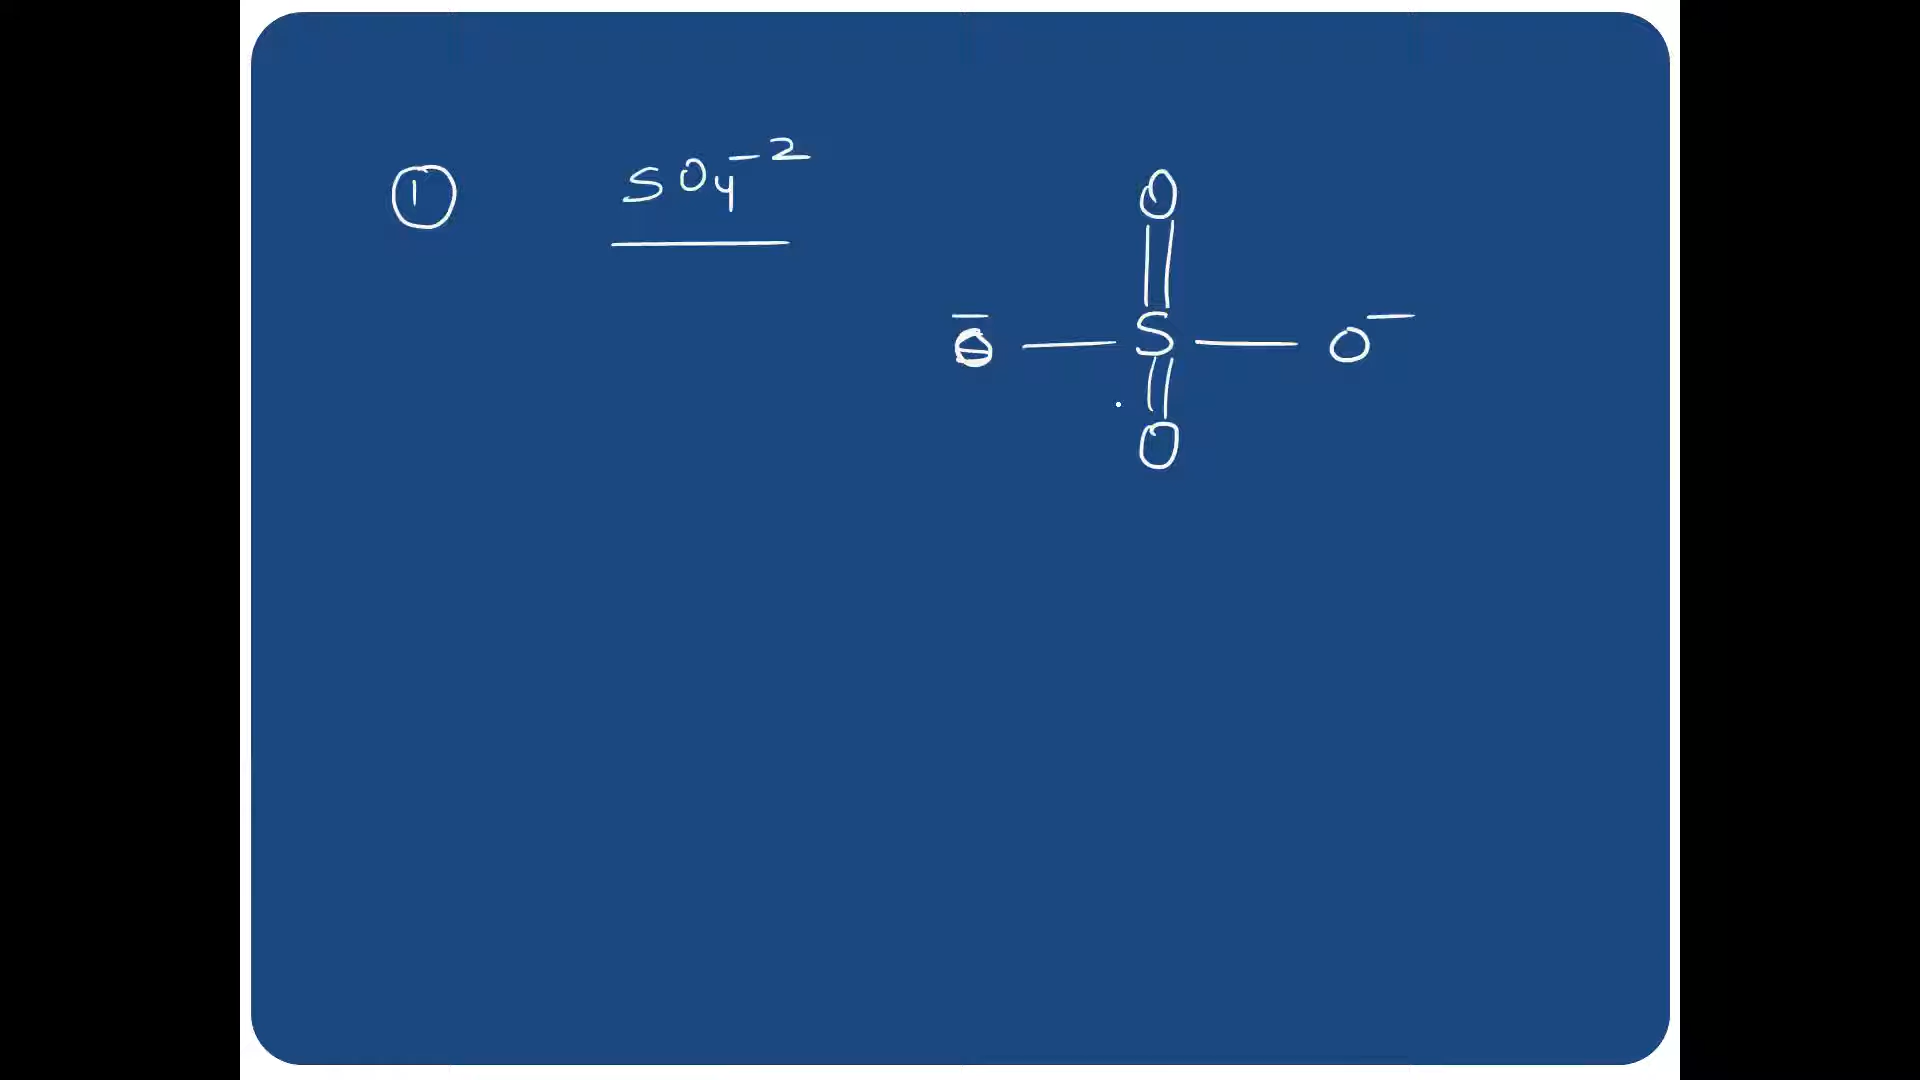 ① SO₄⁻²
O
O⁻ — S — O⁻
O